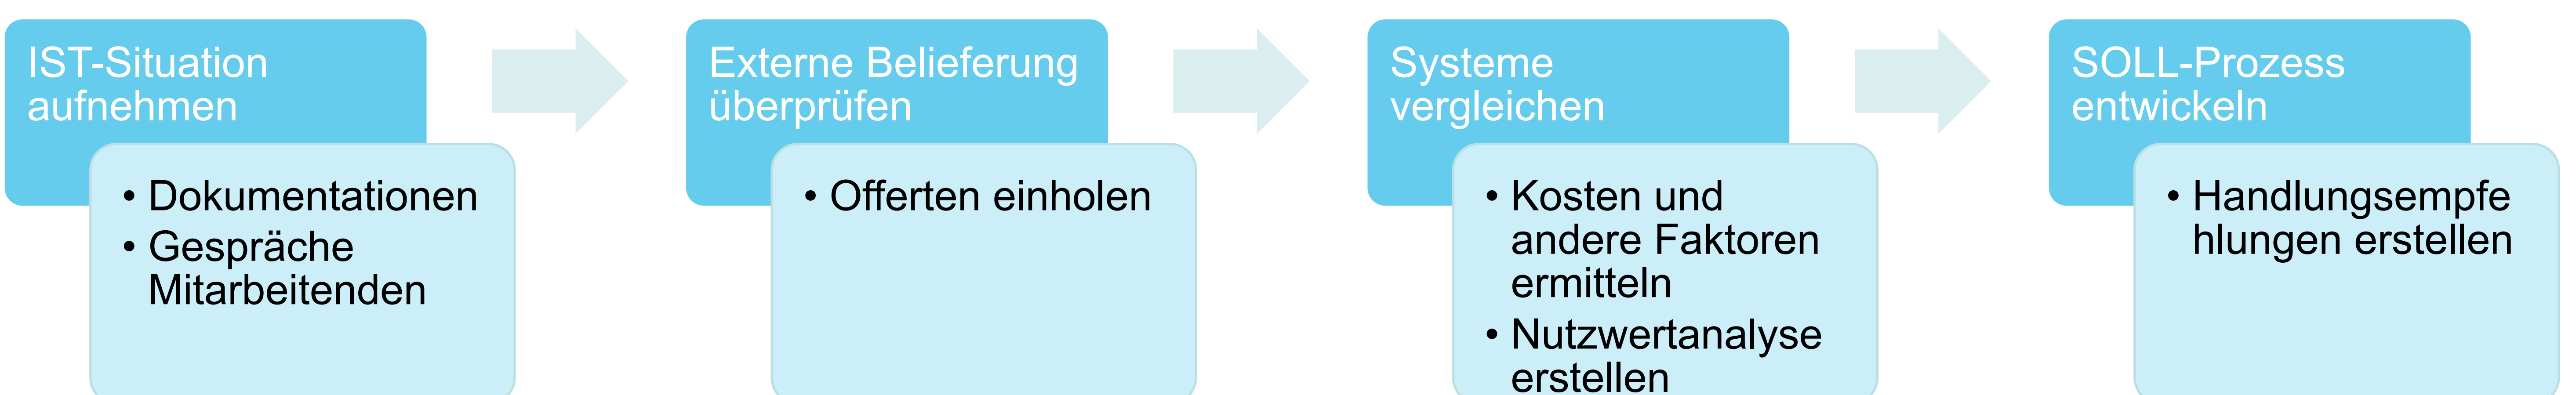 IST-Situation
aufnehmen
• Dokumentationen
• Gespräche
Mitarbeitenden
Externe Belieferung
überprüfen
• Offerten einholen
Systeme
vergleichen
• Kosten und
andere Faktoren
ermitteln
• Nutzwertanalyse
erstellen
SOLL-Prozess
entwickeln
• Handlungsempfe
hlungen erstellen